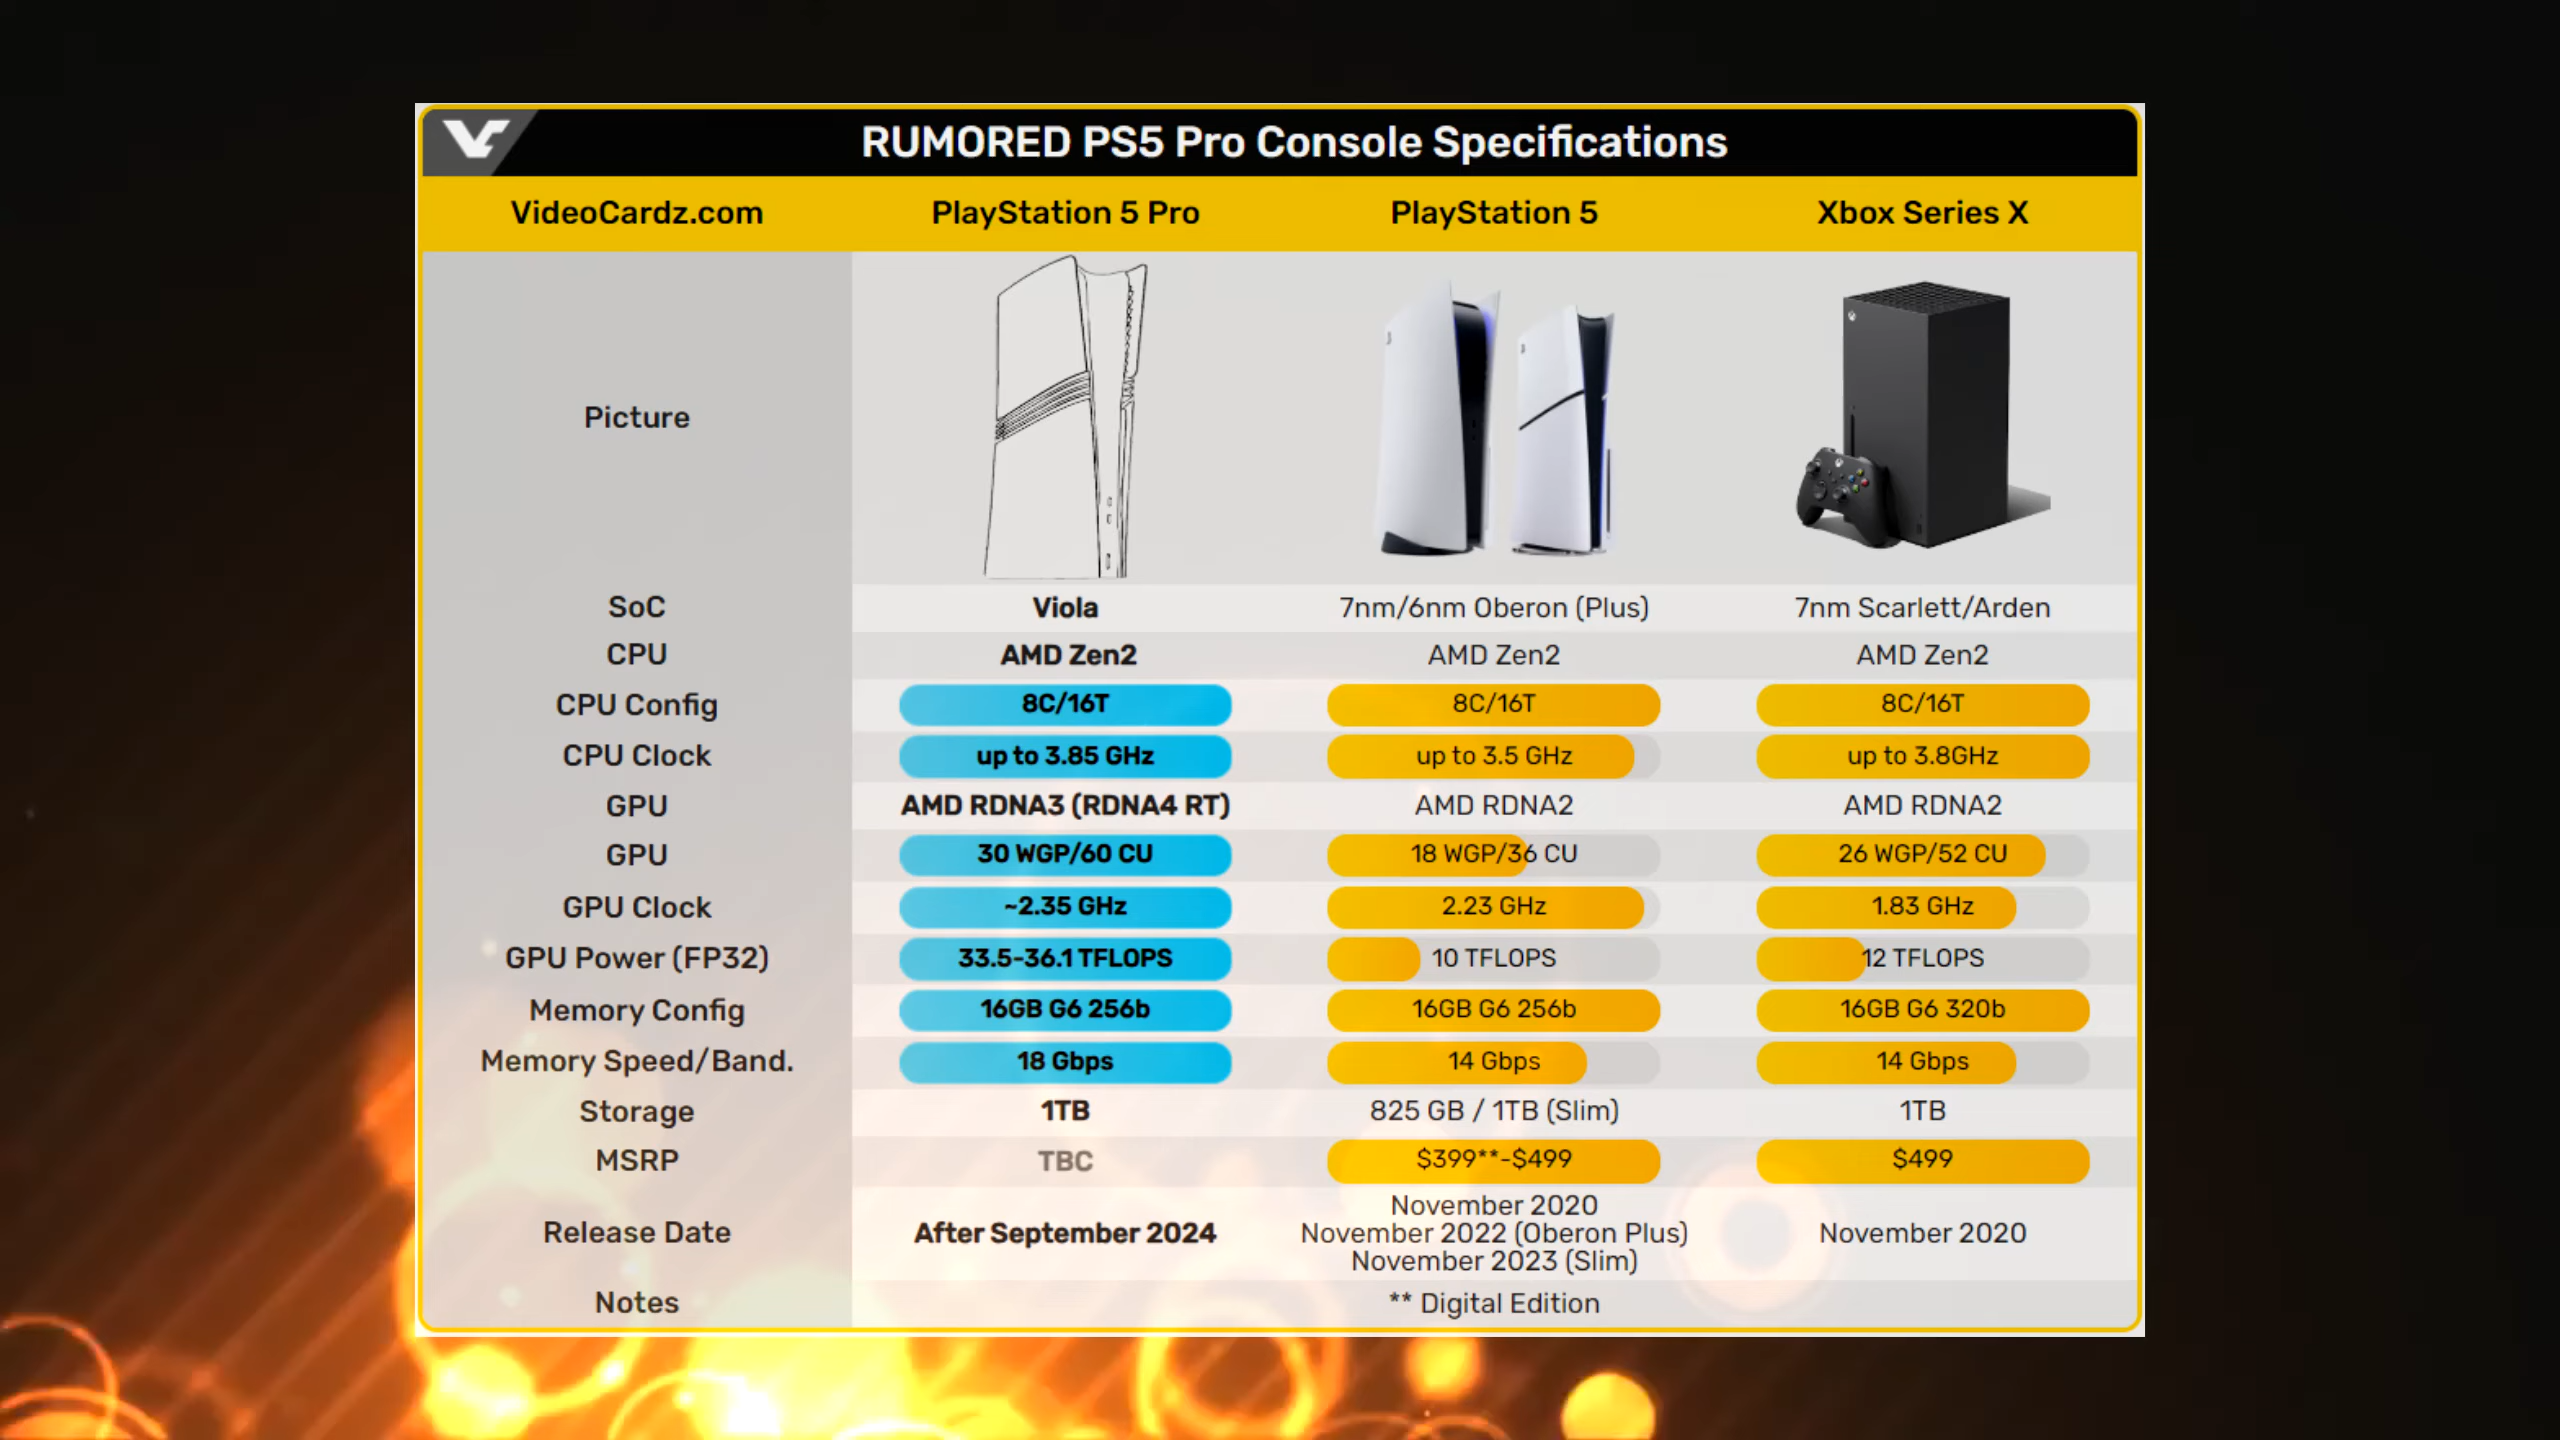 RUMORED PS5 Pro Console Specifications
VideoCardz.com PlayStation 5 Pro PlayStation 5 Xbox Series X
Picture
SoC Viola 7nm/6nm Oberon (Plus) 7nm Scarlett/Arden
CPU AMD Zen2 AMD Zen2 AMD Zen2
CPU Config 8C/16T 8C/16T 8C/16T
CPU Clock up to 3.85 GHz up to 3.5 GHz up to 3.8GHz
GPU AMD RDNA3 (RDNA4 RT) AMD RDNA2 AMD RDNA2
GPU 30 WGP/60 CU 18 WGP/36 CU 26 WGP/52 CU
GPU Clock ~2.35 GHz 2.23 GHz 1.83 GHz
GPU Power (FP32) 33.5-36.1 TFLOPS 10 TFLOPS 12 TFLOPS
Memory Config 16GB G6 256b 16GB G6 256b 16GB G6 320b
Memory Speed/Band. 18 Gbps 14 Gbps 14 Gbps
Storage 1TB 825 GB / 1TB (Slim) 1TB
MSRP TBC $399**-$499 $499
Release Date After September 2024 November 2020
November 2022 (Oberon Plus)
November 2023 (Slim) November 2020
Notes ** Digital Edition